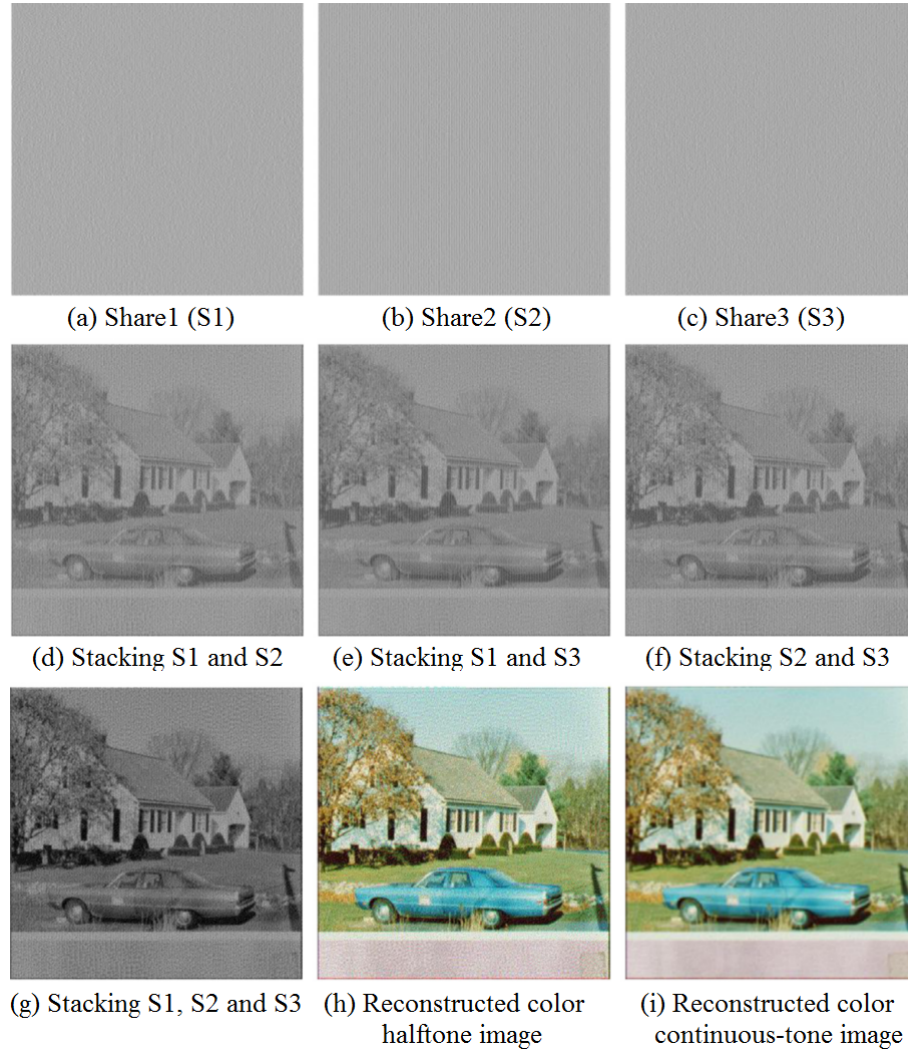 (a) Share1 (S1)
(b) Share2 (S2)
(c) Share3 (S3)
(d) Stacking S1 and S2
(e) Stacking S1 and S3
(f) Stacking S2 and S3
(g) Stacking S1, S2 and S3
(h) Reconstructed color
halftone image
(i) Reconstructed color
continuous-tone image